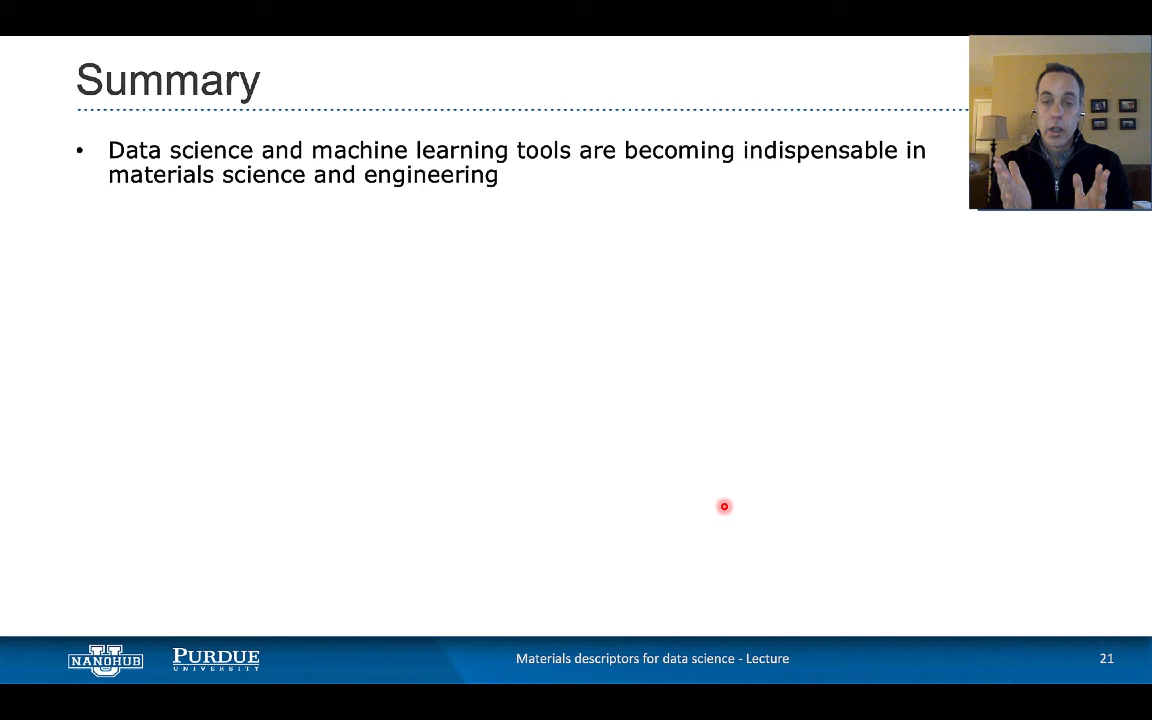 Summary
• Data science and machine learning tools are becoming indispensable in
materials science and engineering
NANOHUB
PURDUE
UNIVERSITY
Materials descriptors for data science - Lecture
21